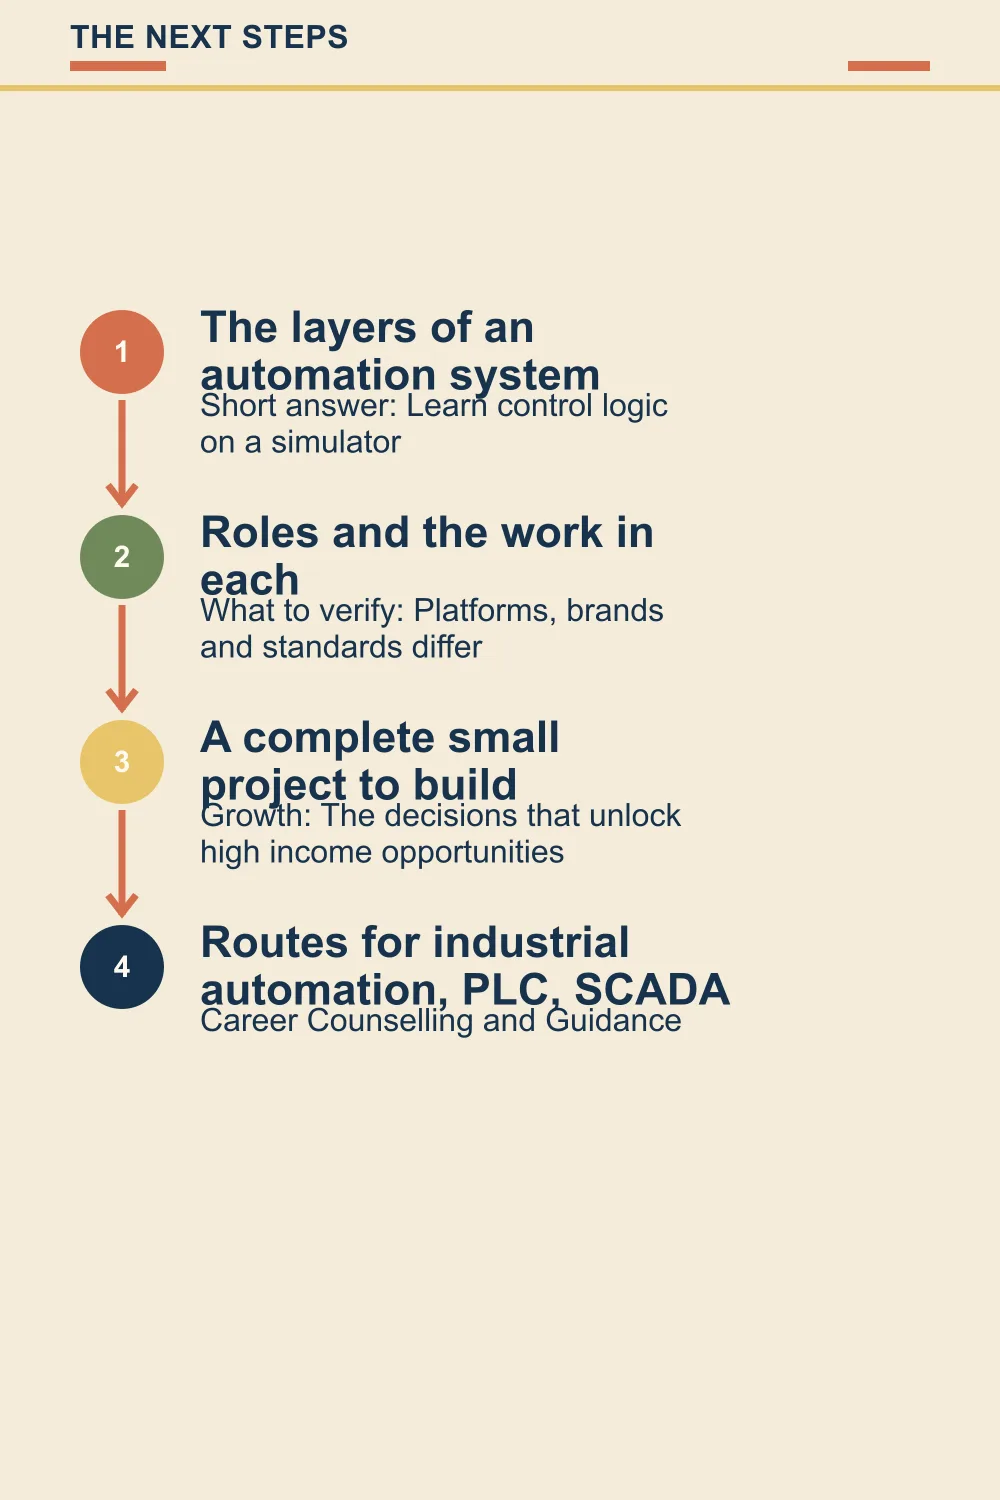 THE NEXT STEPS
1
The layers of an
automation system
Short answer: Learn control logic
on a simulator
2
Roles and the work in
each
What to verify: Platforms, brands
and standards differ
3
A complete small
project to build
Growth: The decisions that unlock
high income opportunities
4
Routes for industrial
automation, PLC, SCADA
Career Counselling and Guidance